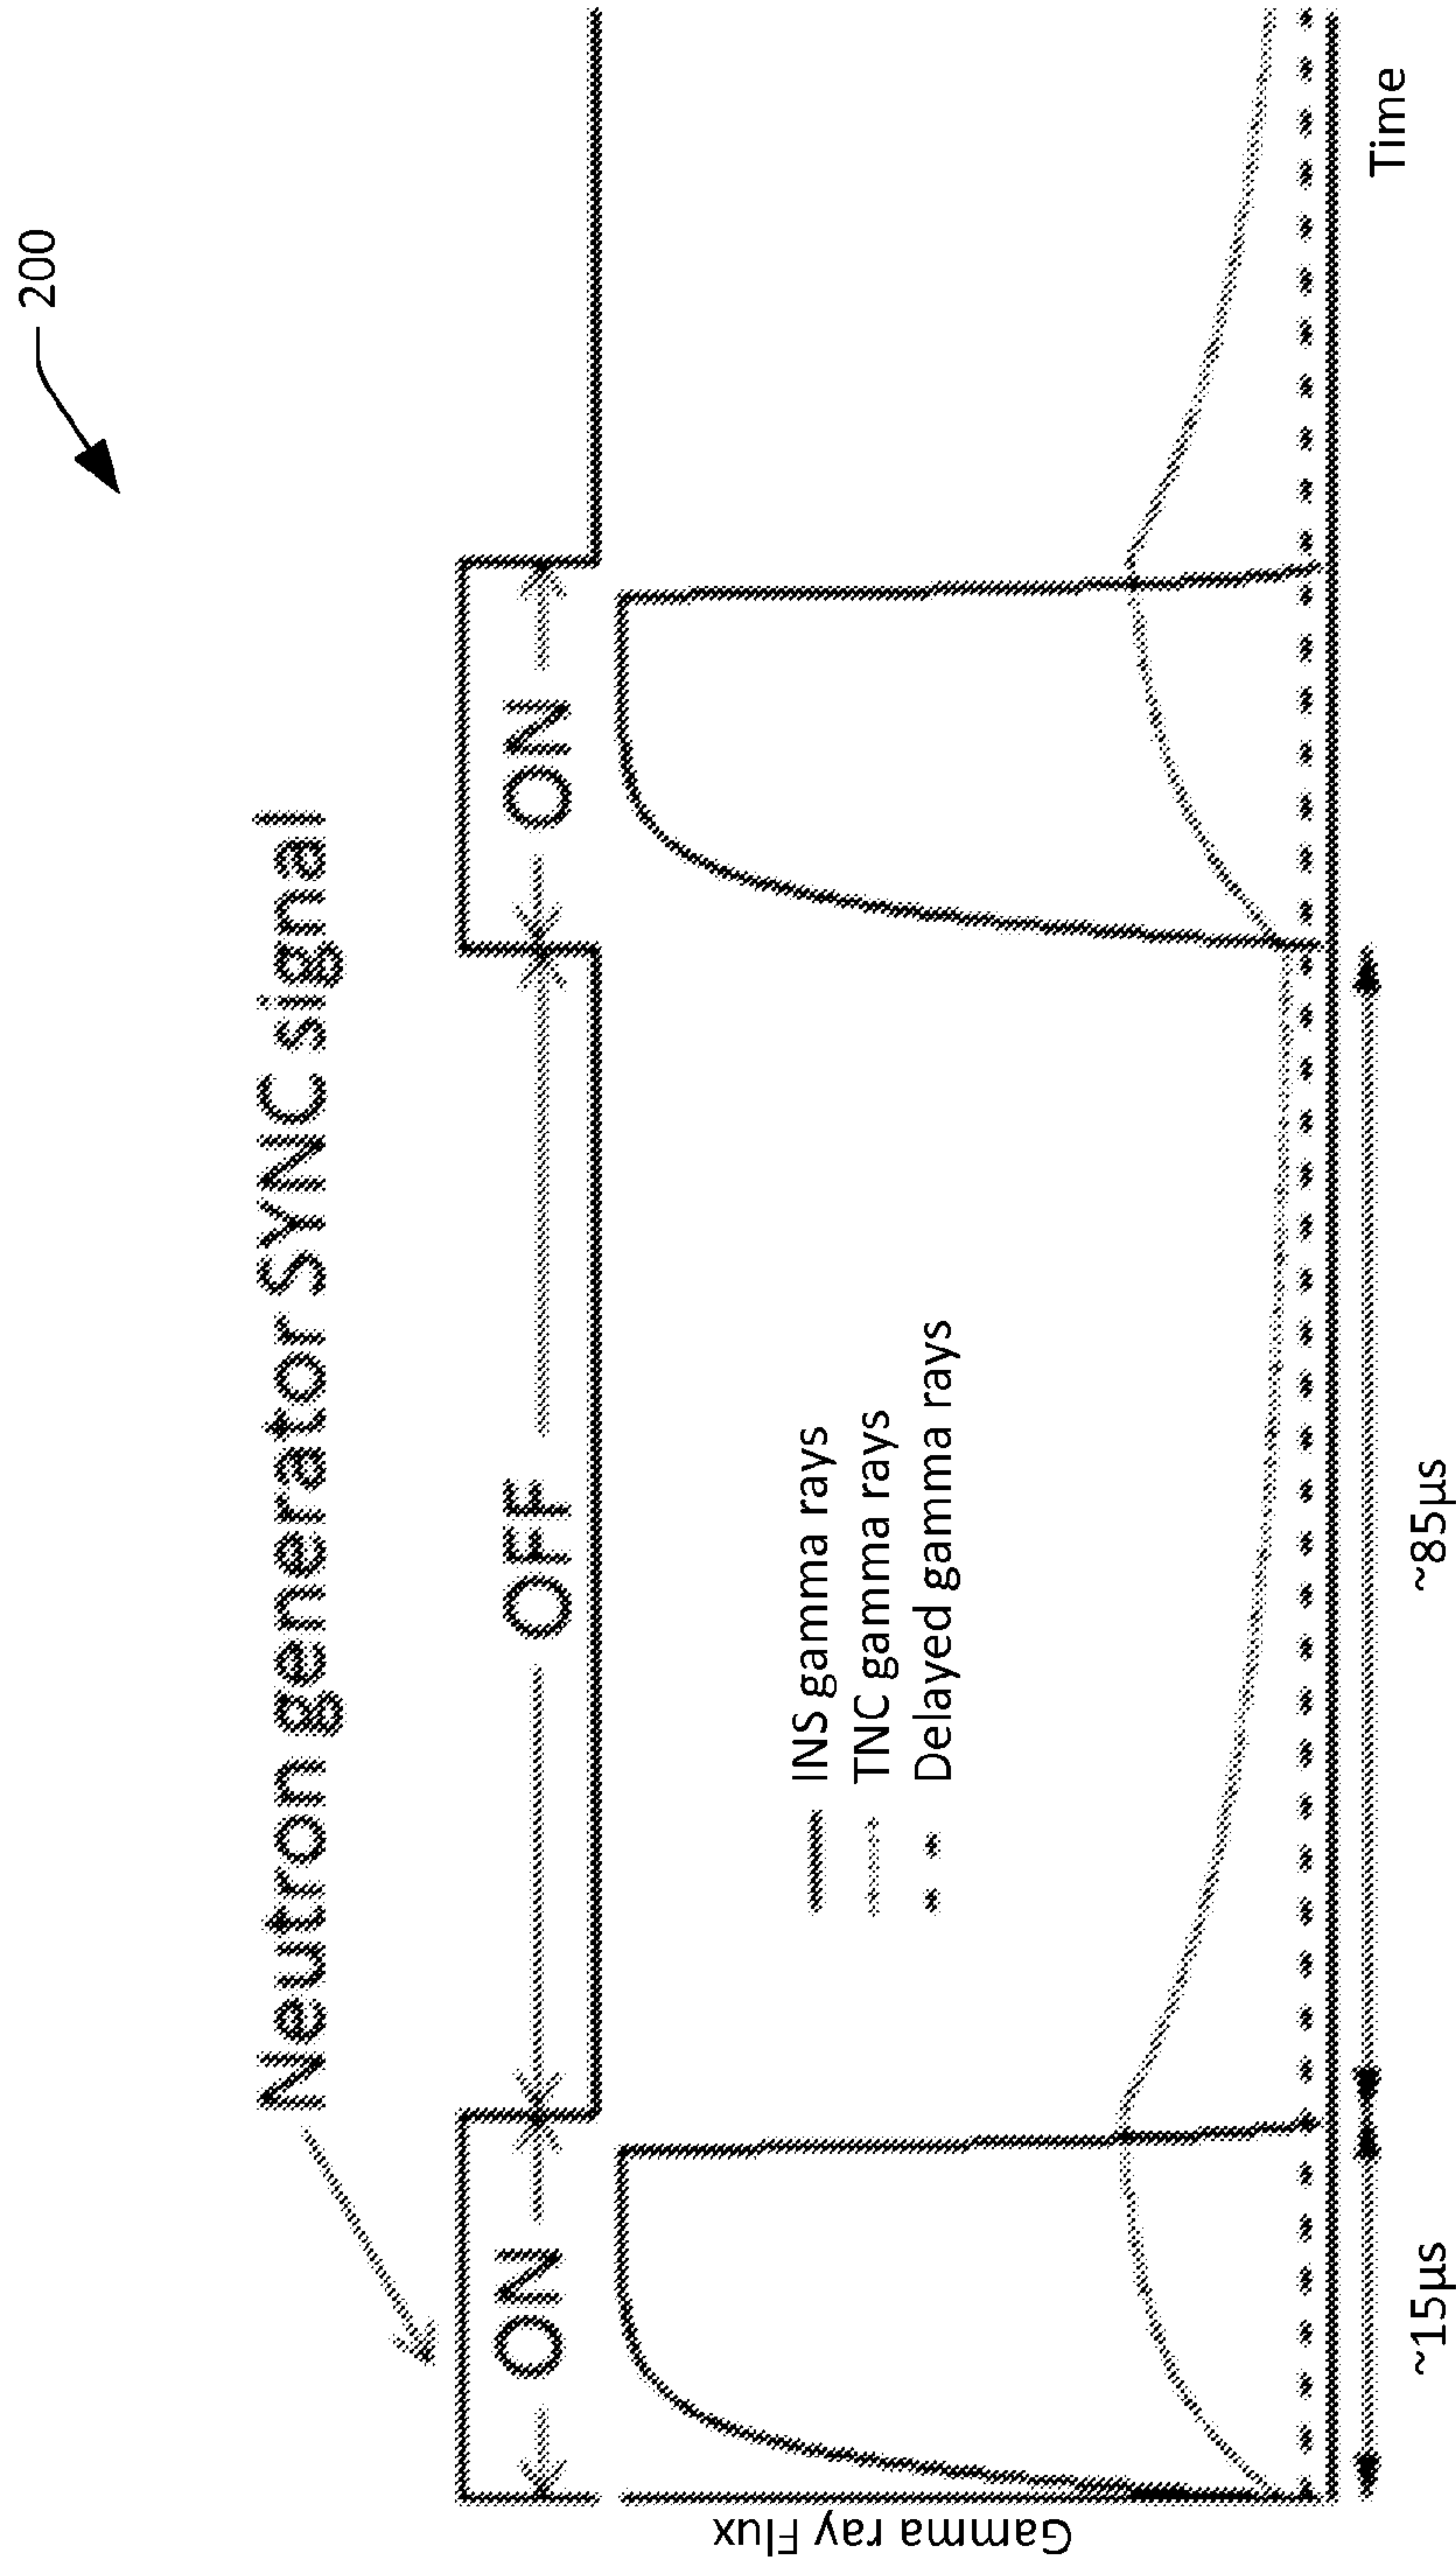 200
Neutron generator SYNC signal
ON
OFF
ON
INS gamma rays
TNC gamma rays
Delayed gamma rays
Gamma ray Flux
Time
~15µs
~85µs